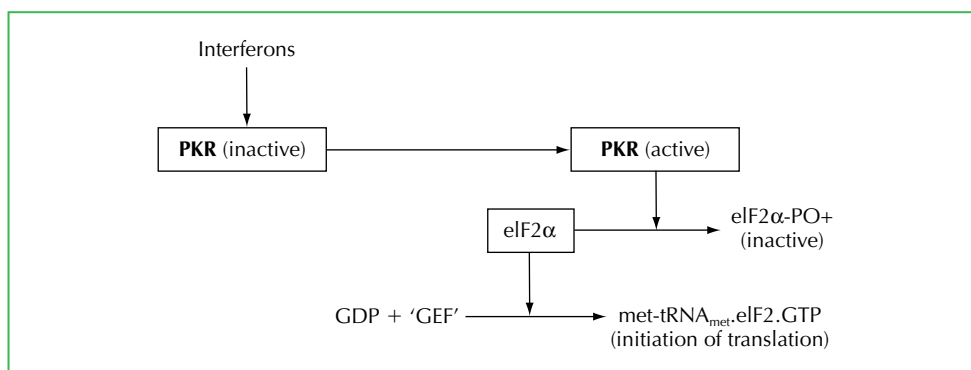 Interferons
PKR (inactive)
PKR (active)
eIF2α
eIF2α-PO+
(inactive)
GDP + ‘GEF’
met-tRNAmet.eIF2.GTP
(initiation of translation)